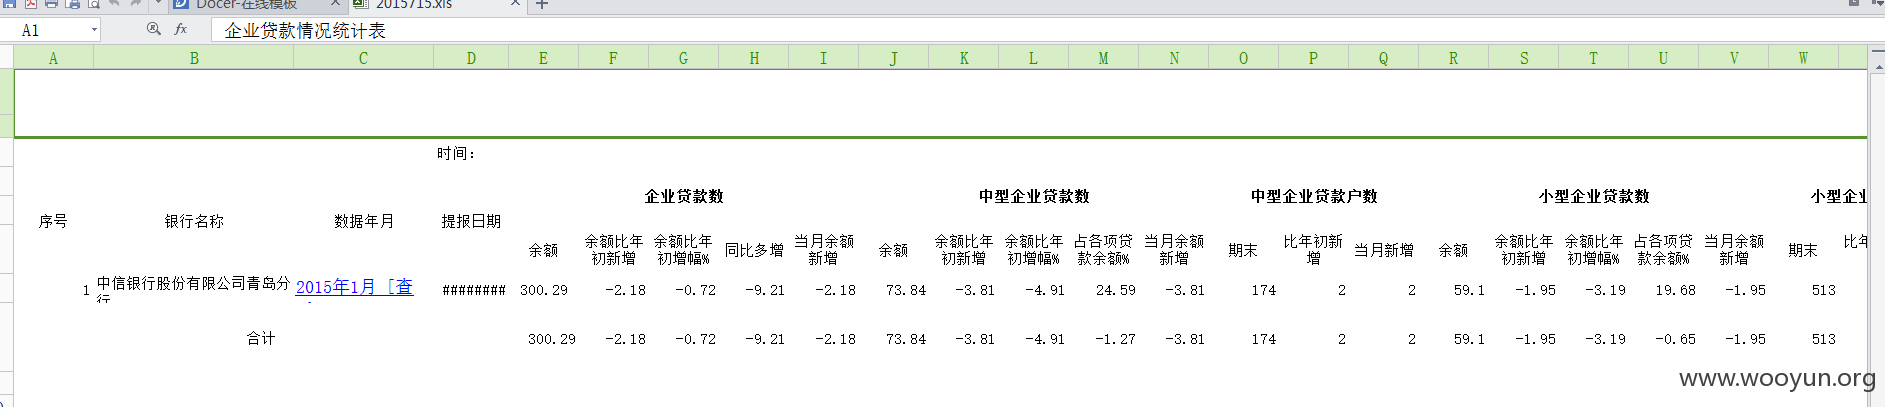 Docer-在线模板 2015715.xls
A1 fx 企业贷款情况统计表
A B C D E F G H I J K L M N O P Q R S T U V W
时间：
企业贷款数 中型企业贷款数 中型企业贷款户数 小型企业贷款数 小型企业
序号 银行名称 数据年月 提报日期
余额 余额比年初新增 余额比年初增幅% 同比多增 当月余额新增 余额 余额比年初新增 余额比年初增幅% 占各项贷款余额% 当月余额新增 期末 比年初新增 当月新增 余额 余额比年初新增 余额比年初增幅% 占各项贷款余额% 当月余额新增 期末 比年
1 中信银行股份有限公司青岛分行 2015年1月 [查 ######## 300.29 -2.18 -0.72 -9.21 -2.18 73.84 -3.81 -4.91 24.59 -3.81 174 2 2 59.1 -1.95 -3.19 19.68 -1.95 513
合计 300.29 -2.18 -0.72 -9.21 -2.18 73.84 -3.81 -4.91 -1.27 -3.81 174 2 2 59.1 -1.95 -3.19 -0.65 -1.95 513
www.wooyun.org